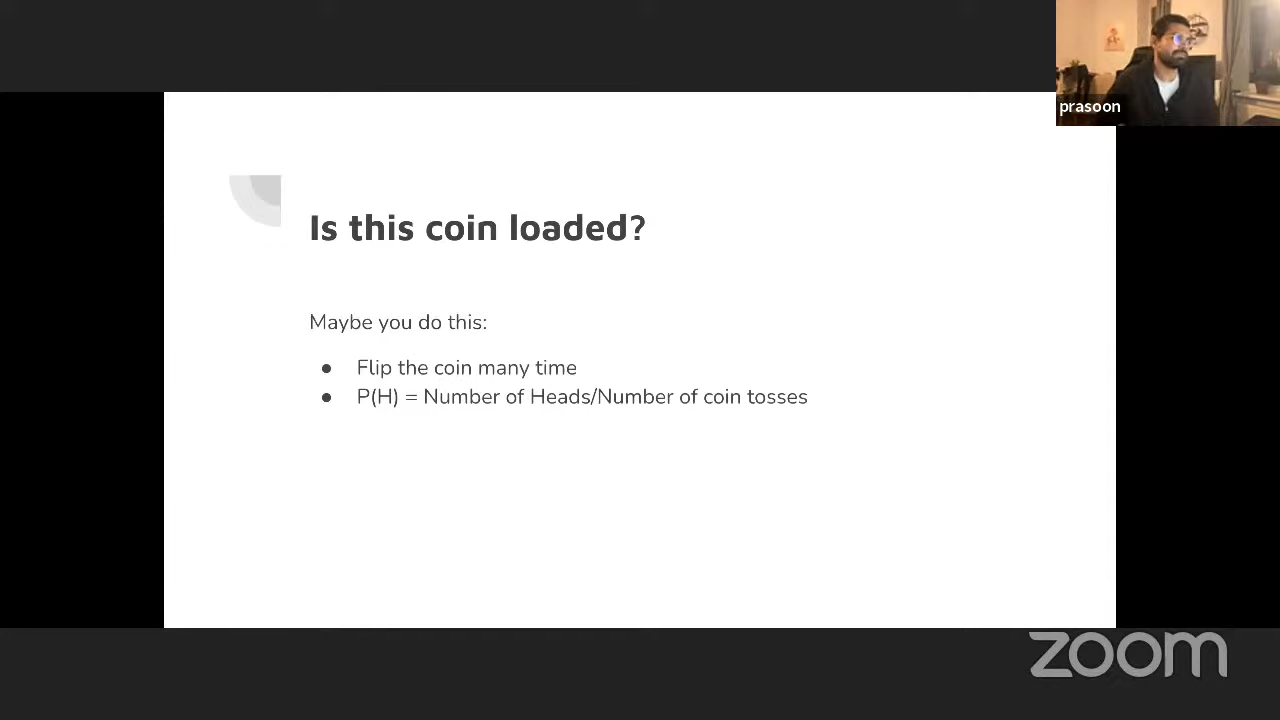 prasoon
Is this coin loaded?
Maybe you do this:
● Flip the coin many time
● P(H) = Number of Heads/Number of coin tosses
zoom